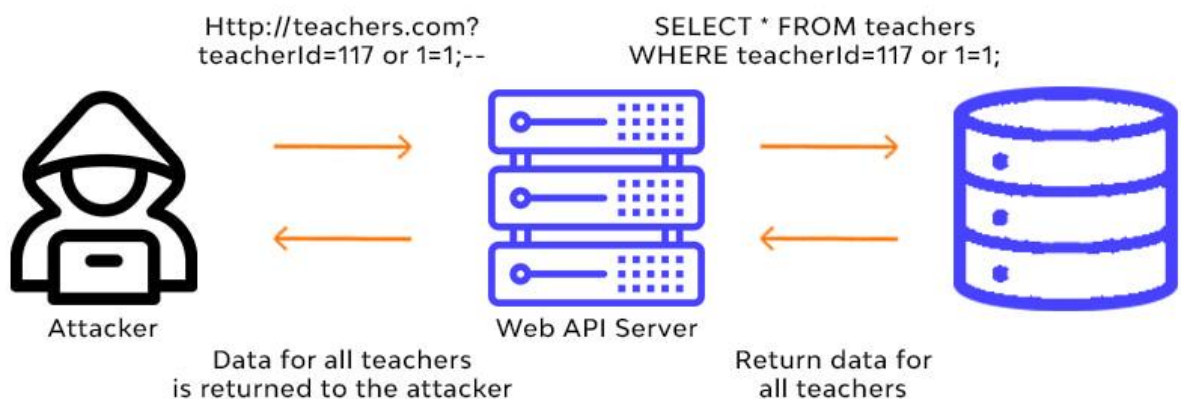 Http://teachers.com?
teacherId=117 or 1=1;--
SELECT * FROM teachers
WHERE teacherId=117 or 1=1;
Attacker
Web API Server
Data for all teachers
is returned to the attacker
Return data for
all teachers